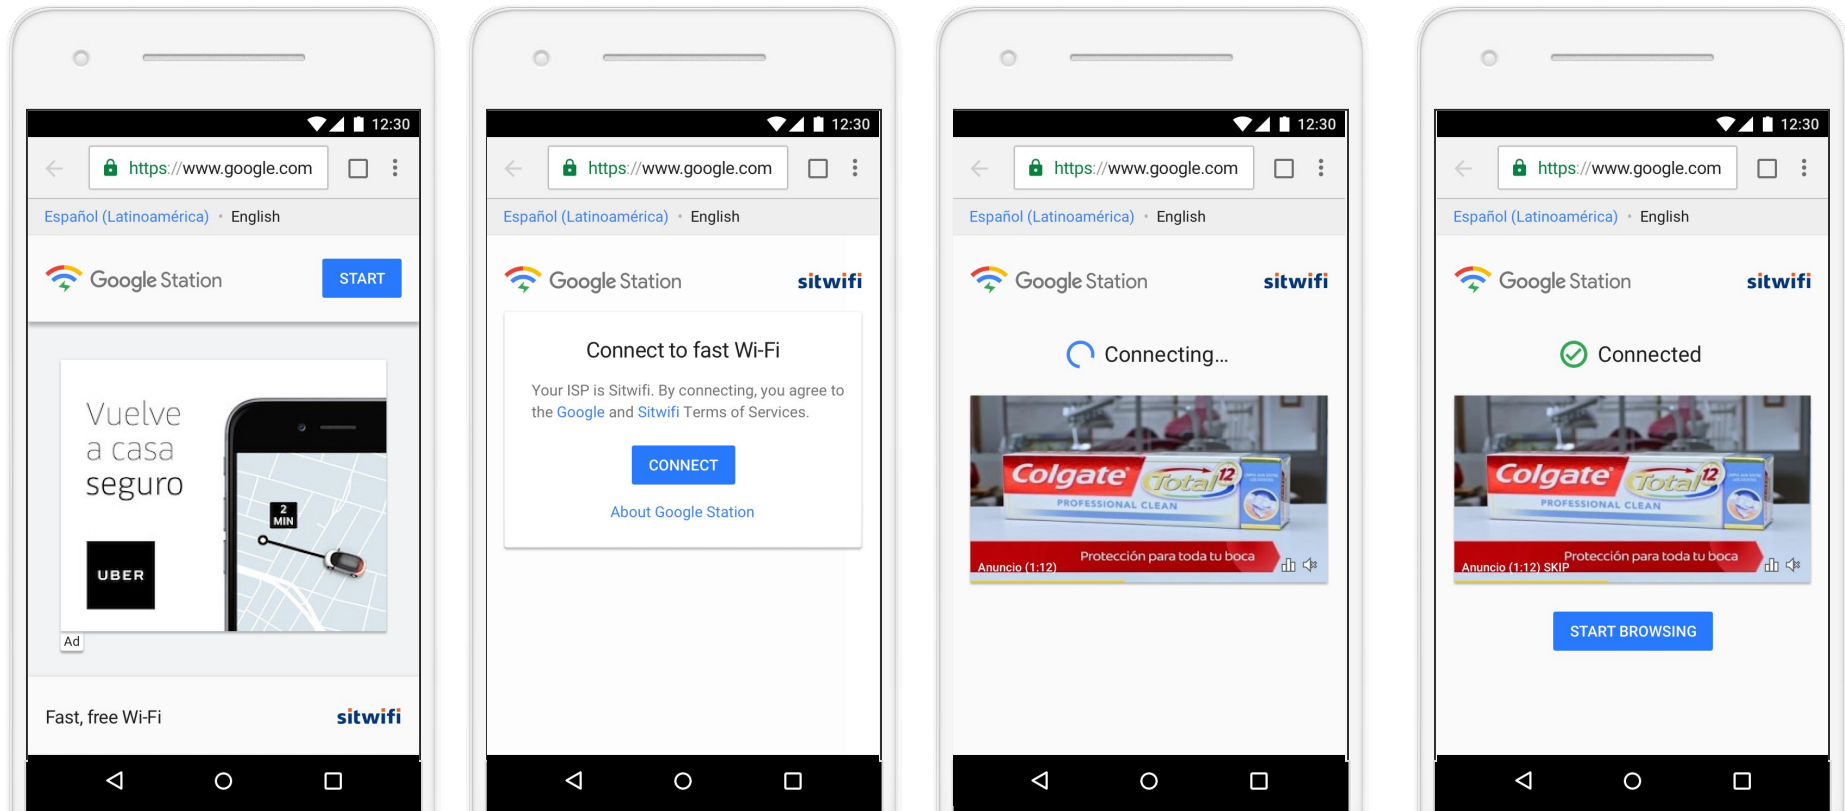 12:30
https://www.google.com
Español (Latinoamérica) • English
Google Station
START
Vuelve
a casa
seguro
2
MIN
UBER
Ad
Fast, free Wi-Fi
sitwifi
12:30
https://www.google.com
Español (Latinoamérica) • English
Google Station
sitwifi
Connect to fast Wi-Fi
Your ISP is Sitwifi. By connecting, you agree to
the Google and Sitwifi Terms of Services.
CONNECT
About Google Station
12:30
https://www.google.com
Español (Latinoamérica) • English
Google Station
sitwifi
Connecting...
Colgate Total 12
PROFESSIONAL CLEAN
Protección para toda tu boca
Anuncio (1:12)
12:30
https://www.google.com
Español (Latinoamérica) • English
Google Station
sitwifi
Connected
Colgate Total 12
PROFESSIONAL CLEAN
Protección para toda tu boca
Anuncio (1:12) SKIP
START BROWSING